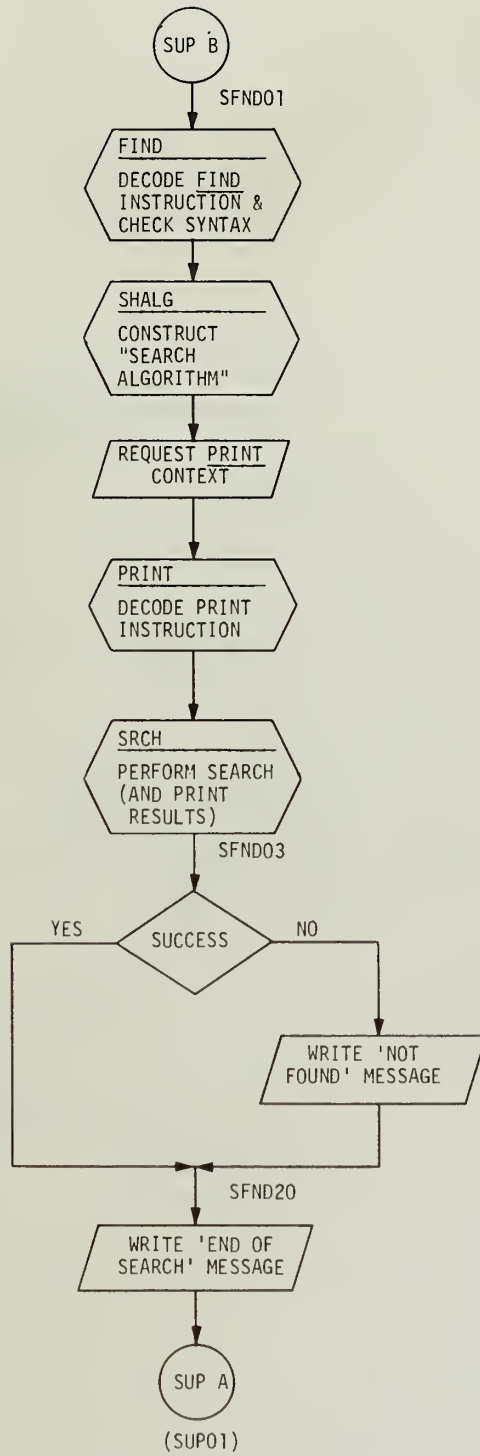 SUP B
SFND01
FIND
DECODE FIND
INSTRUCTION &
CHECK SYNTAX
SHALG
CONSTRUCT
"SEARCH
ALGORITHM"
REQUEST PRINT
CONTEXT
PRINT
DECODE PRINT
INSTRUCTION
SRCH
PERFORM SEARCH
(AND PRINT
RESULTS)
SFND03
YES
SUCCESS
NO
WRITE 'NOT
FOUND' MESSAGE
SFND20
WRITE 'END OF
SEARCH' MESSAGE
SUP A
(SUP01)